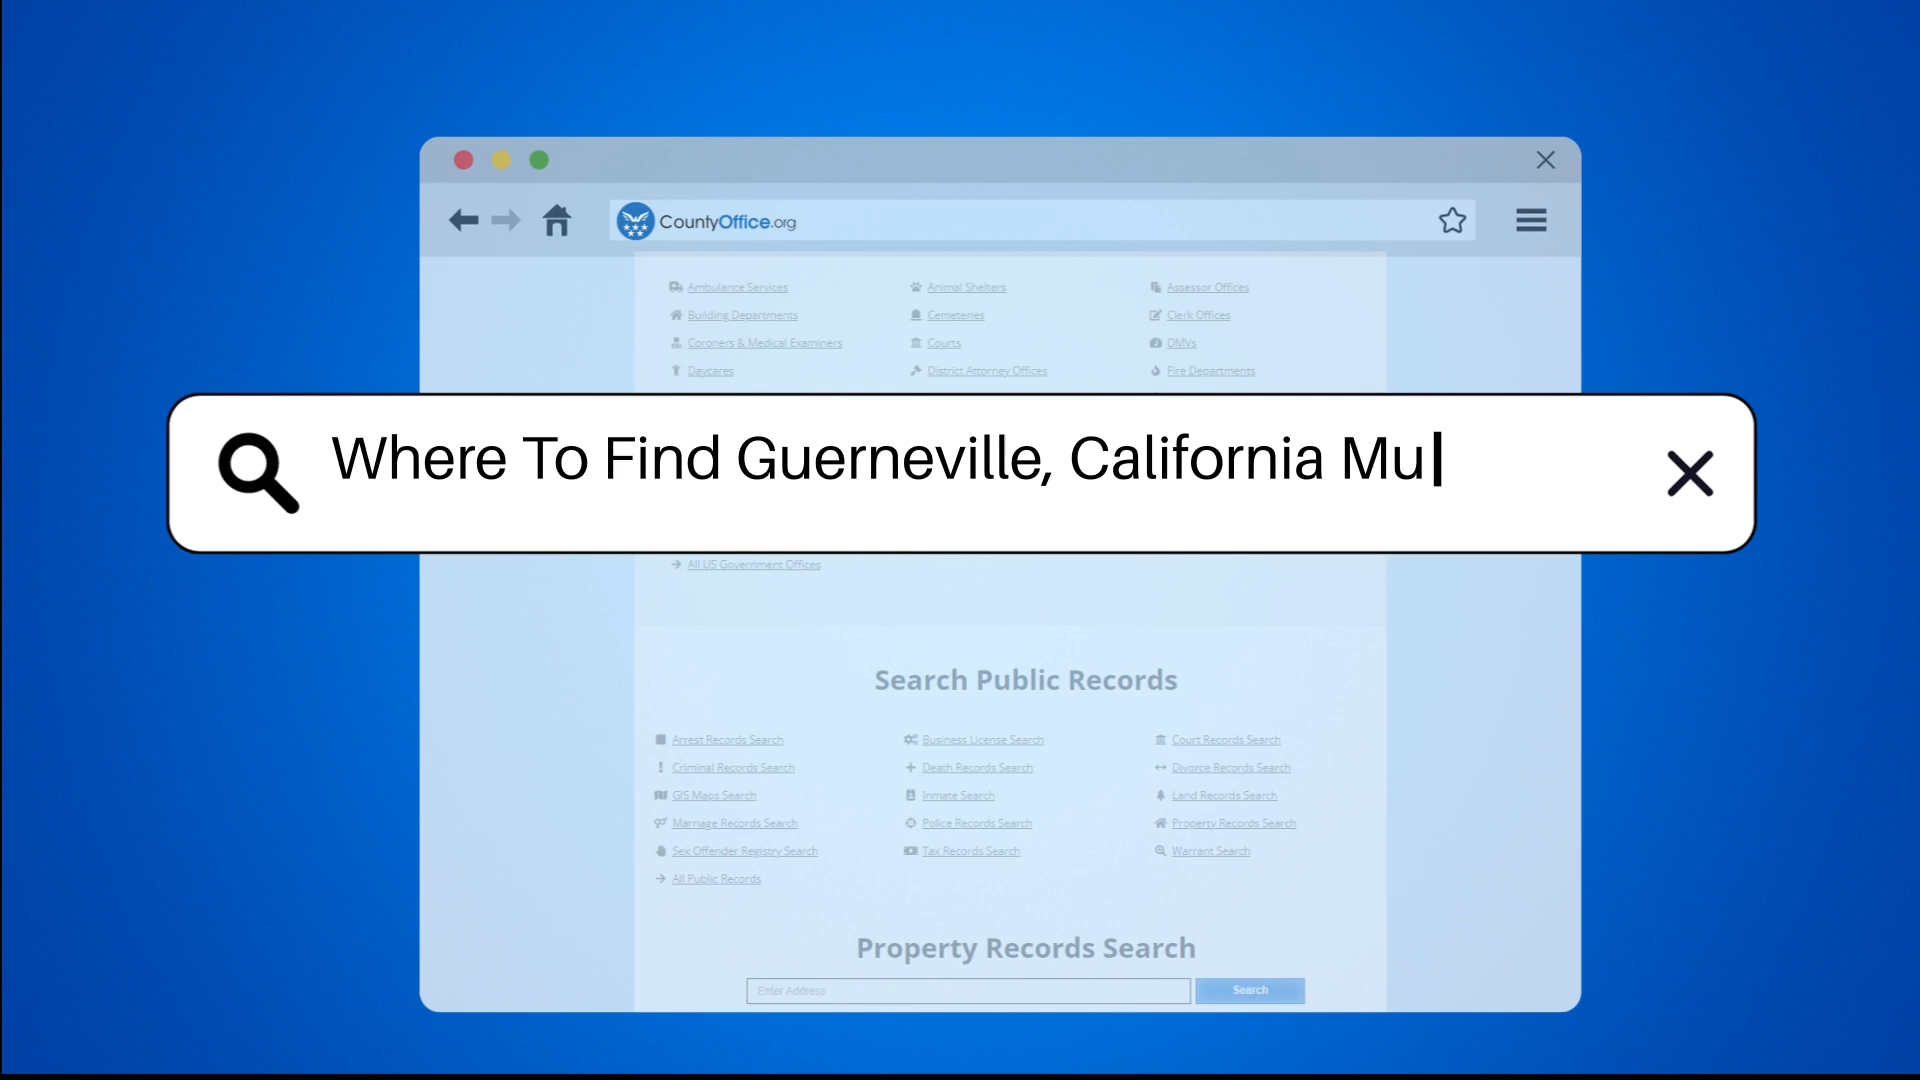 CountyOffice.org
Ambulance Services Animal Shelters Assessor Offices
Building Departments Cemeteries Clerk Offices
Coroners & Medical Examiners Courts DMVs
Daycares District Attorney Offices Fire Departments
Where To Find Guerneville, California Mu
All US Government Offices
Search Public Records
Arrest Records Search Business License Search Court Records Search
Criminal Records Search Death Records Search Divorce Records Search
GIS Maps Search Inmate Search Land Records Search
Marriage Records Search Police Records Search Property Records Search
Sex Offender Registry Search Tax Records Search Warrant Search
All Public Records
Property Records Search
Enter Address Search